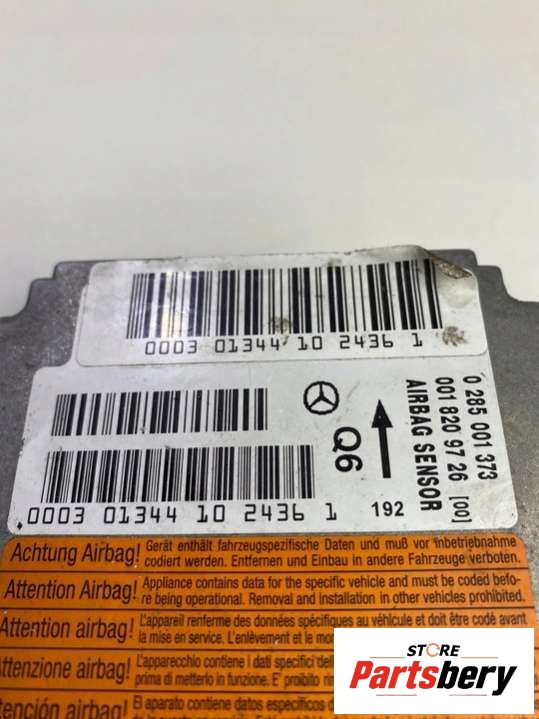 0003 01344 10 2436 1
0 285 001 373
001 820 97 26 [00]
AIRBAG SENSOR
Q6
192
0003 01344 10 2436 1
Achtung Airbag! Gerät enthält fahrzeugspezifische Daten und muß vor Inbetriebnahme
codiert werden. Entfernen und Einbau in andere Fahrzeuge verboten.
Attention Airbag! Appliance contains data for the specific vehicle and must be coded befo-
re being operational. Removal and installation in other vehicles prohibited.
Attention airbag! L'appareil renferme des données spécifiques au véhicule et doit être codé avant
la mise en service. L'enlèvement et le
Attenzione airbag! L'apparecchio contiene i dati specifici
prima di metterlo in funzione. E' proibito
Atención airbag! El aparato contiene datos específicos
STORE
Partsbery